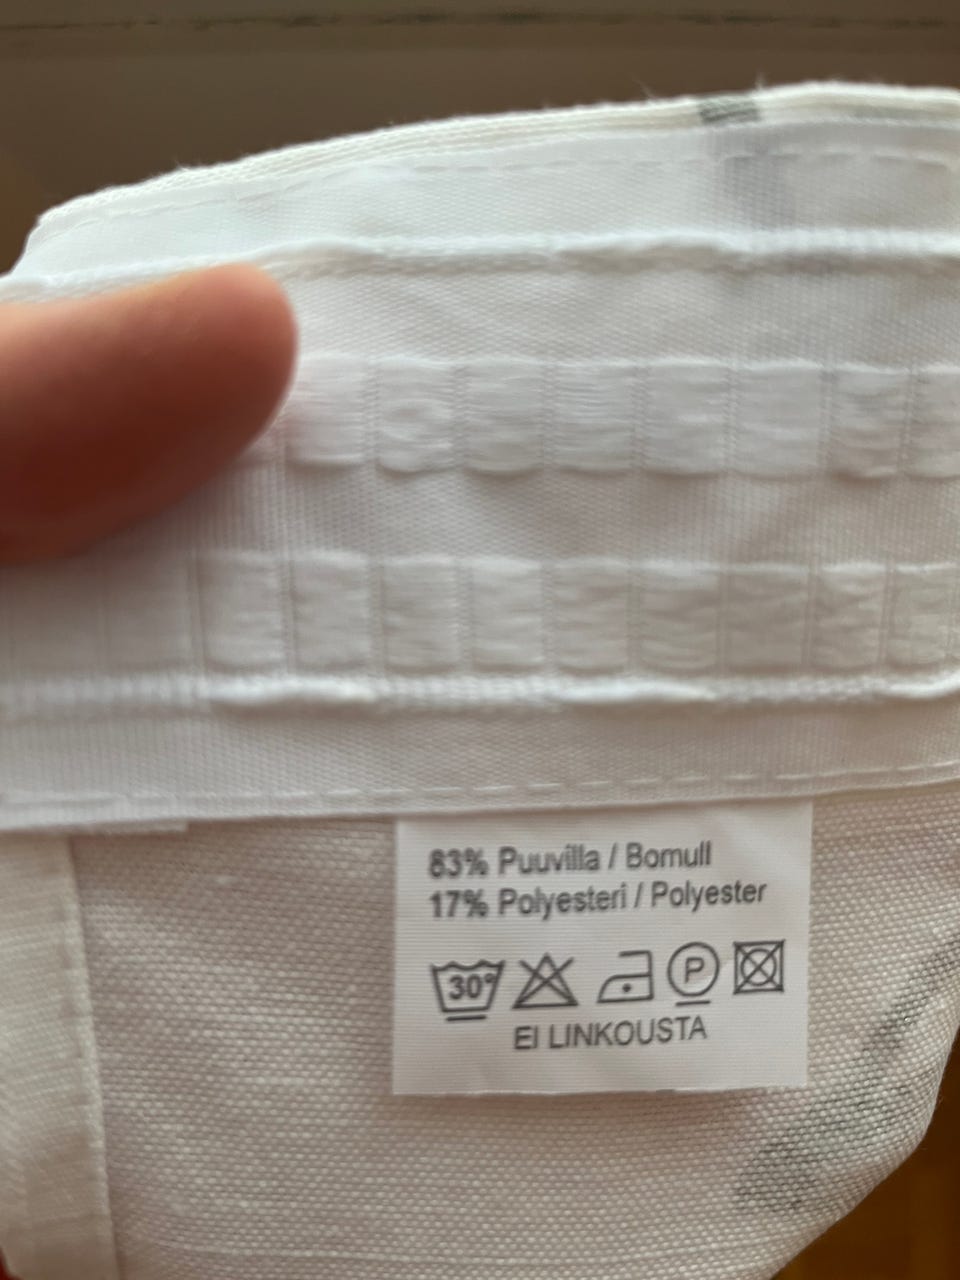 83% Puuvilla / Bomull
17% Polyesteri / Polyester
30° P
EI LINKOUSTA